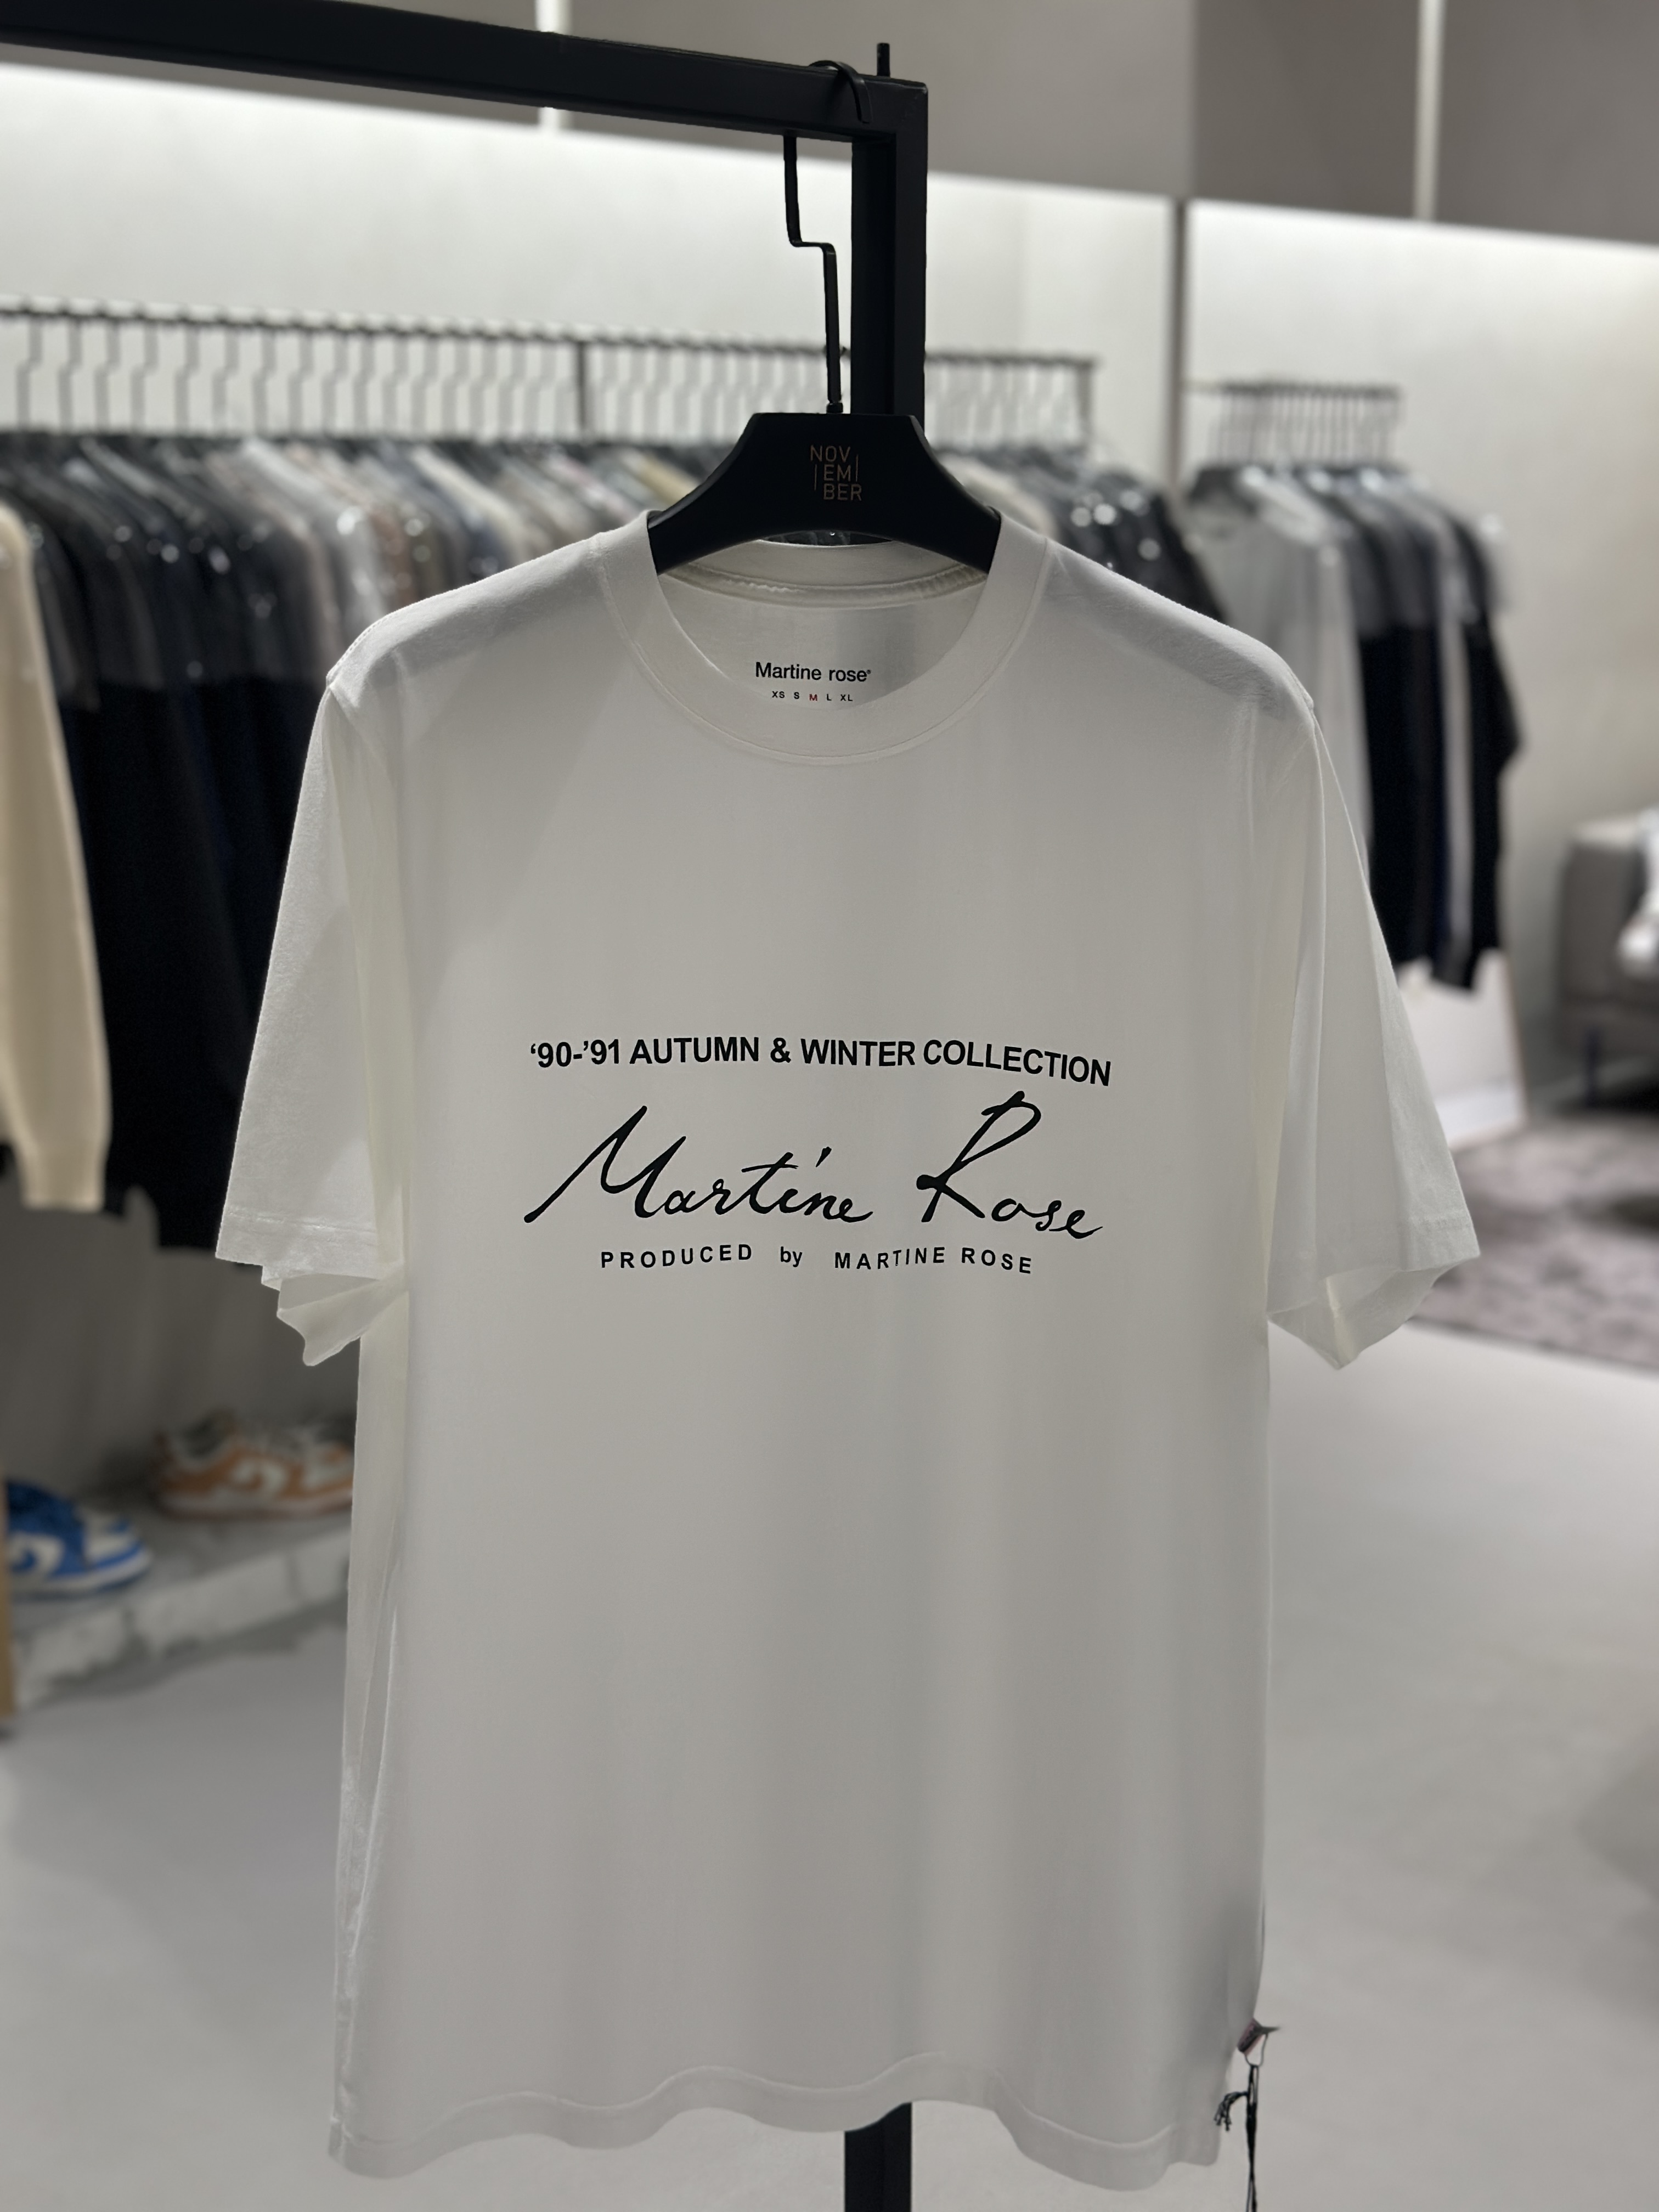 NOV
EM
BER
Martine rose®
XS S M L XL
‘90-’91 AUTUMN & WINTER COLLECTION
Martine Rose
PRODUCED by MARTINE ROSE